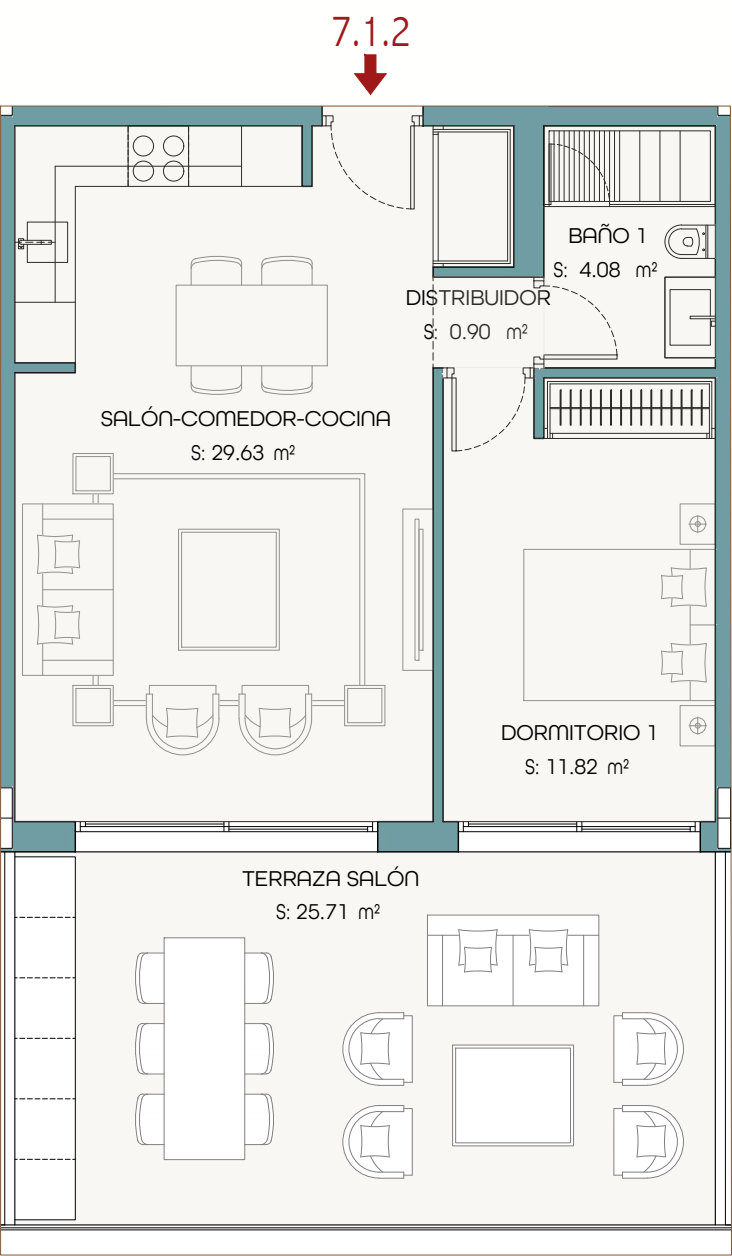 7.1.2
BAÑO 1
S: 4.08 m²
DISTRIBUIDOR
S: 0.90 m²
SALÓN-COMEDOR-COCINA
S: 29.63 m²
DORMITORIO 1
S: 11.82 m²
TERRAZA SALÓN
S: 25.71 m²